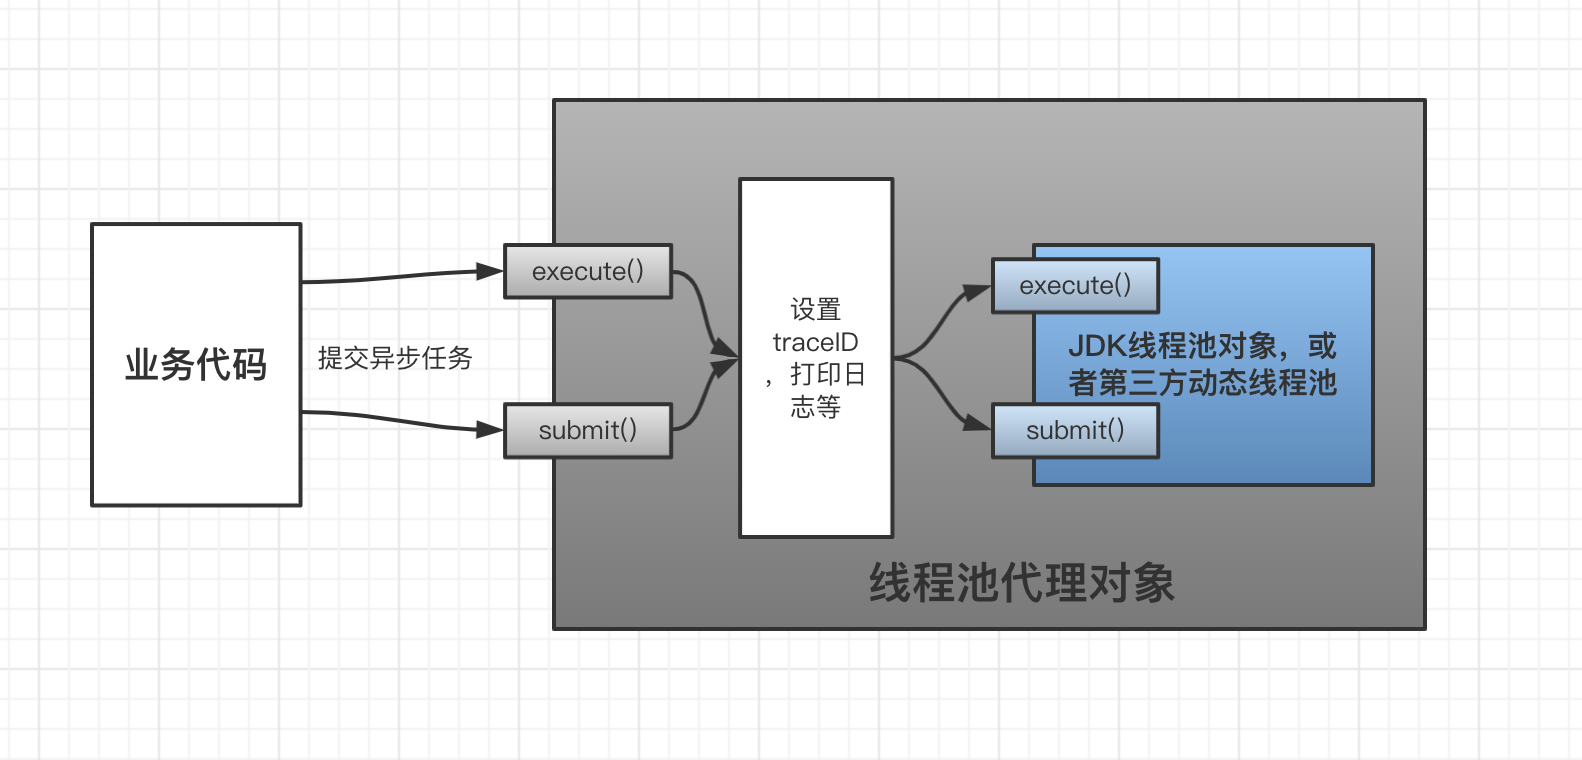 业务代码
提交异步任务
execute()
submit()
设置
traceID
，打印日
志等
execute()
JDK线程池对象，或
者第三方动态线程池
submit()
线程池代理对象